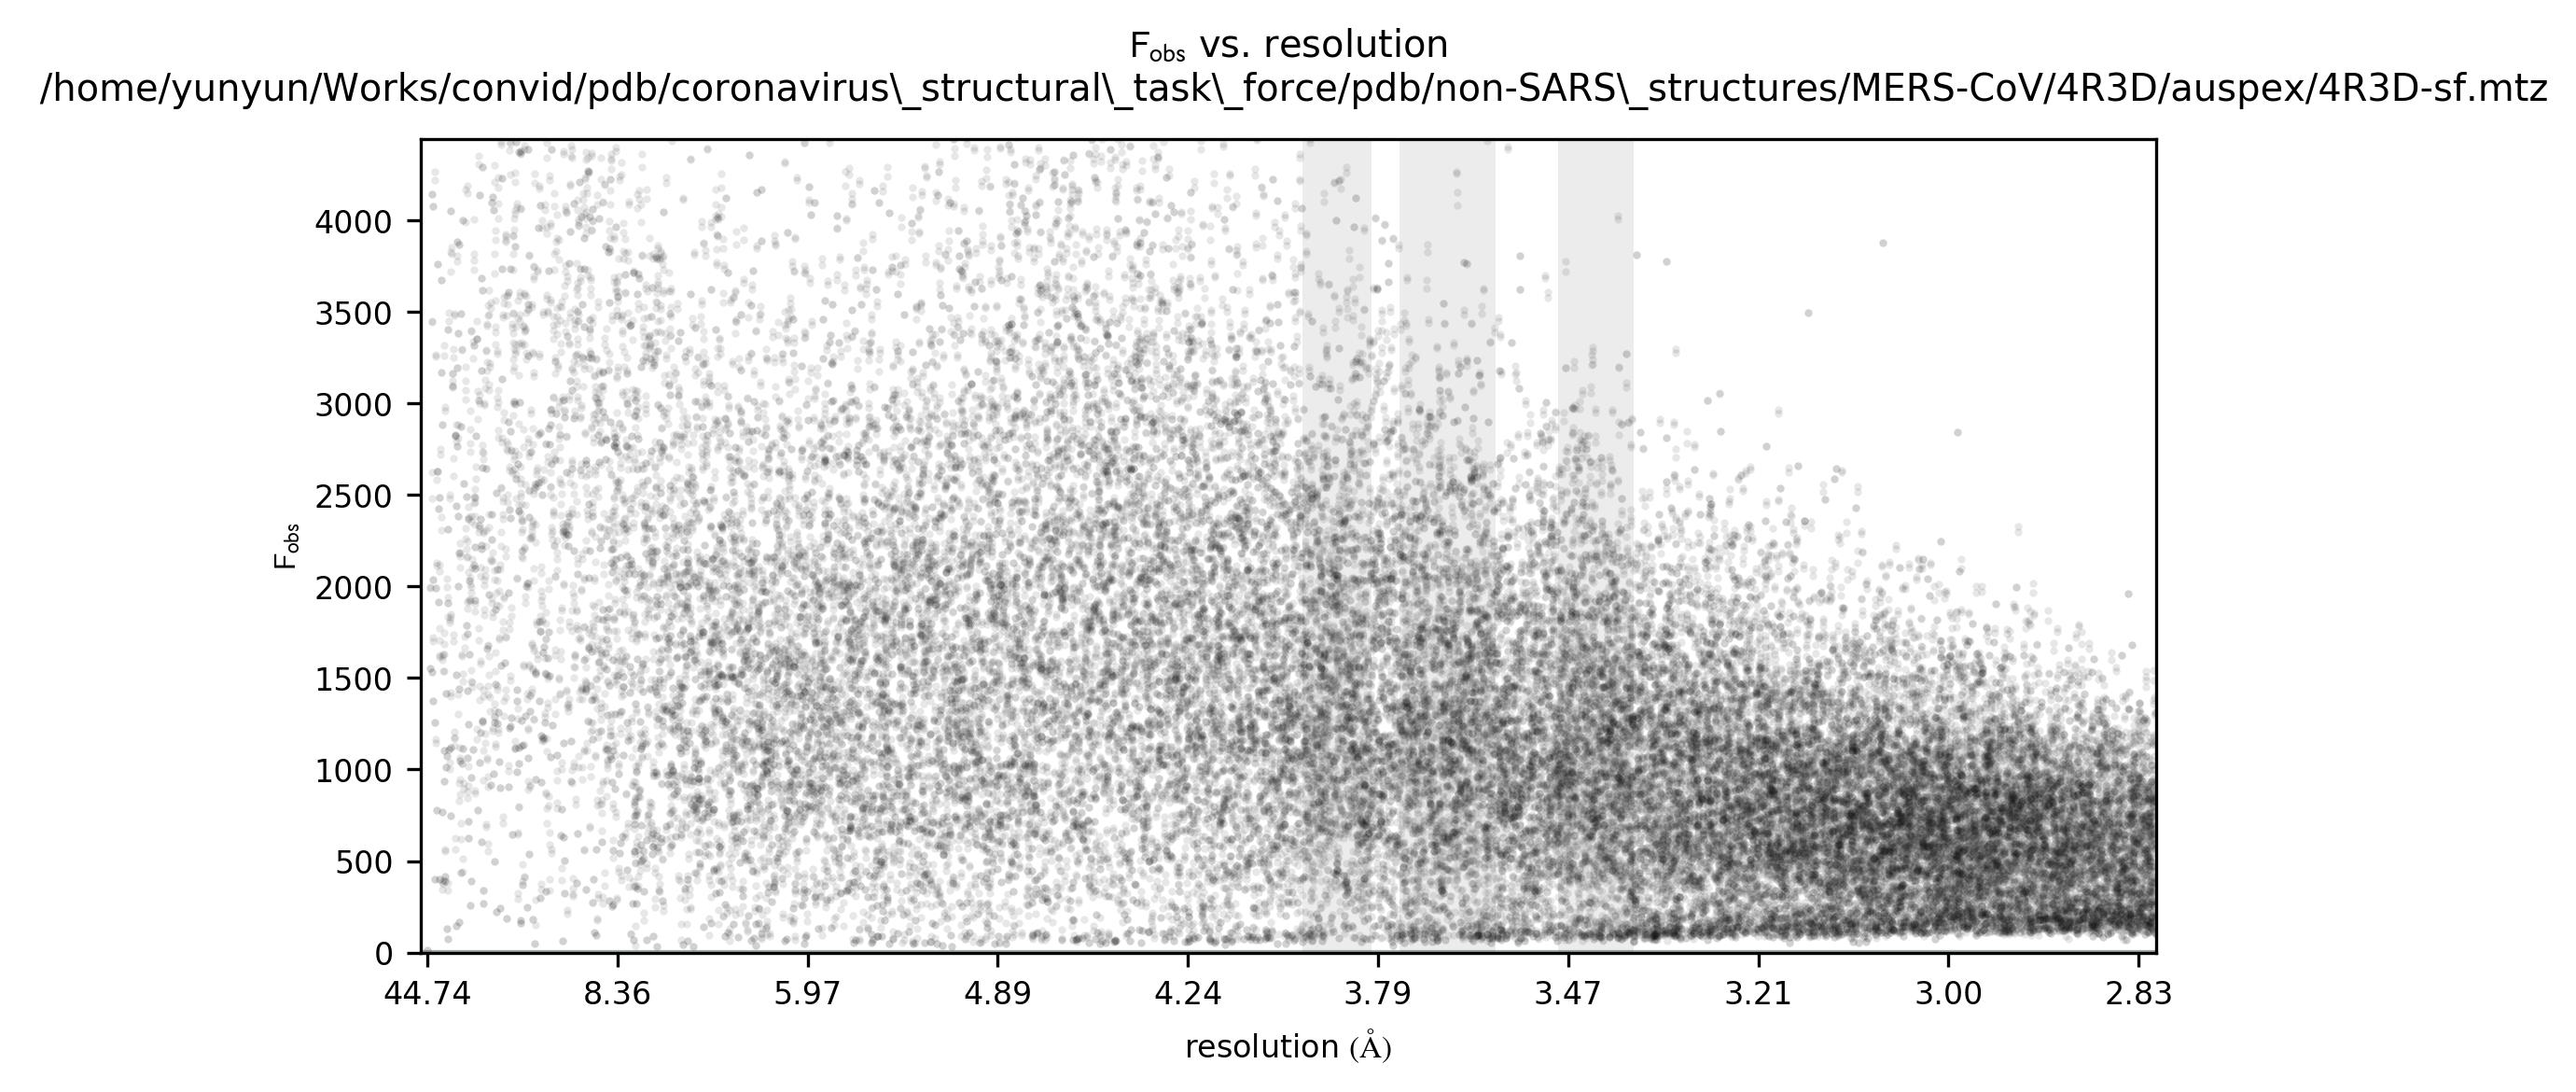 Fobs vs. resolution
/home/yunyun/Works/convid/pdb/coronavirus\_structural\_task\_force/pdb/non-SARS\_structures/MERS-CoV/4R3D/auspex/4R3D-sf.mtz
4000
3500
3000
2500
2000
1500
1000
500
0
Fobs
44.74 8.36 5.97 4.89 4.24 3.79 3.47 3.21 3.00 2.83
resolution (Å)